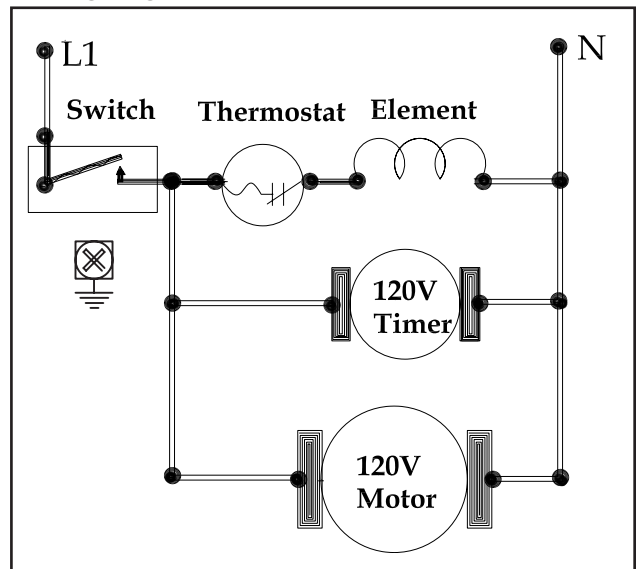 L1
N
Switch
Thermostat
Element
120V
Timer
120V
Motor